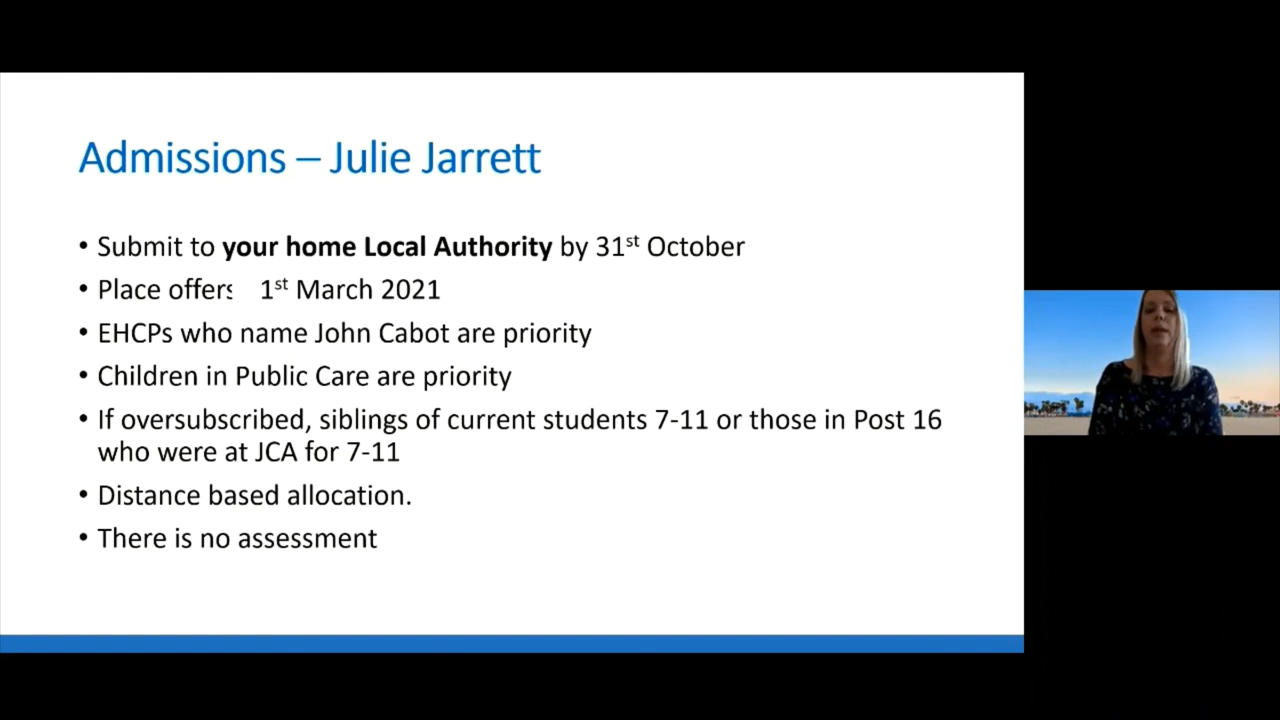 Admissions – Julie Jarrett
• Submit to your home Local Authority by 31st October
• Place offers 1st March 2021
• EHCPs who name John Cabot are priority
• Children in Public Care are priority
• If oversubscribed, siblings of current students 7-11 or those in Post 16
who were at JCA for 7-11
• Distance based allocation.
• There is no assessment